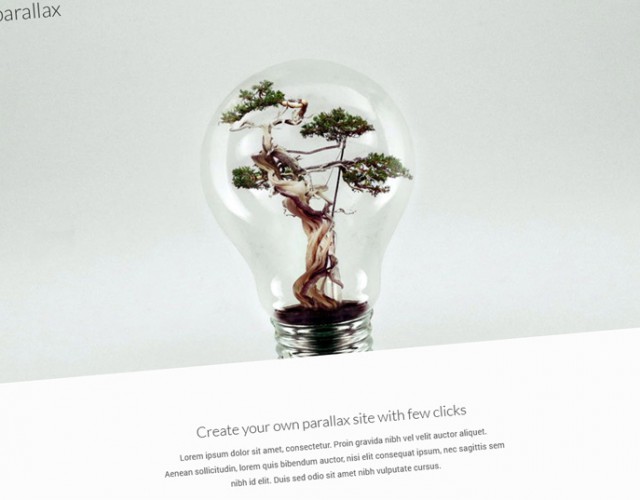 parallax
Create your own parallax site with few clicks
Lorem ipsum dolor sit amet, consectetur. Proin gravida nibh vel velit auctor aliquet.
Aenean sollicitudin, lorem quis bibendum auctor, nisi elit consequat ipsum, nec sagittis sem
nibh id elit. Duis sed odio sit amet nibh vulputate cursus.